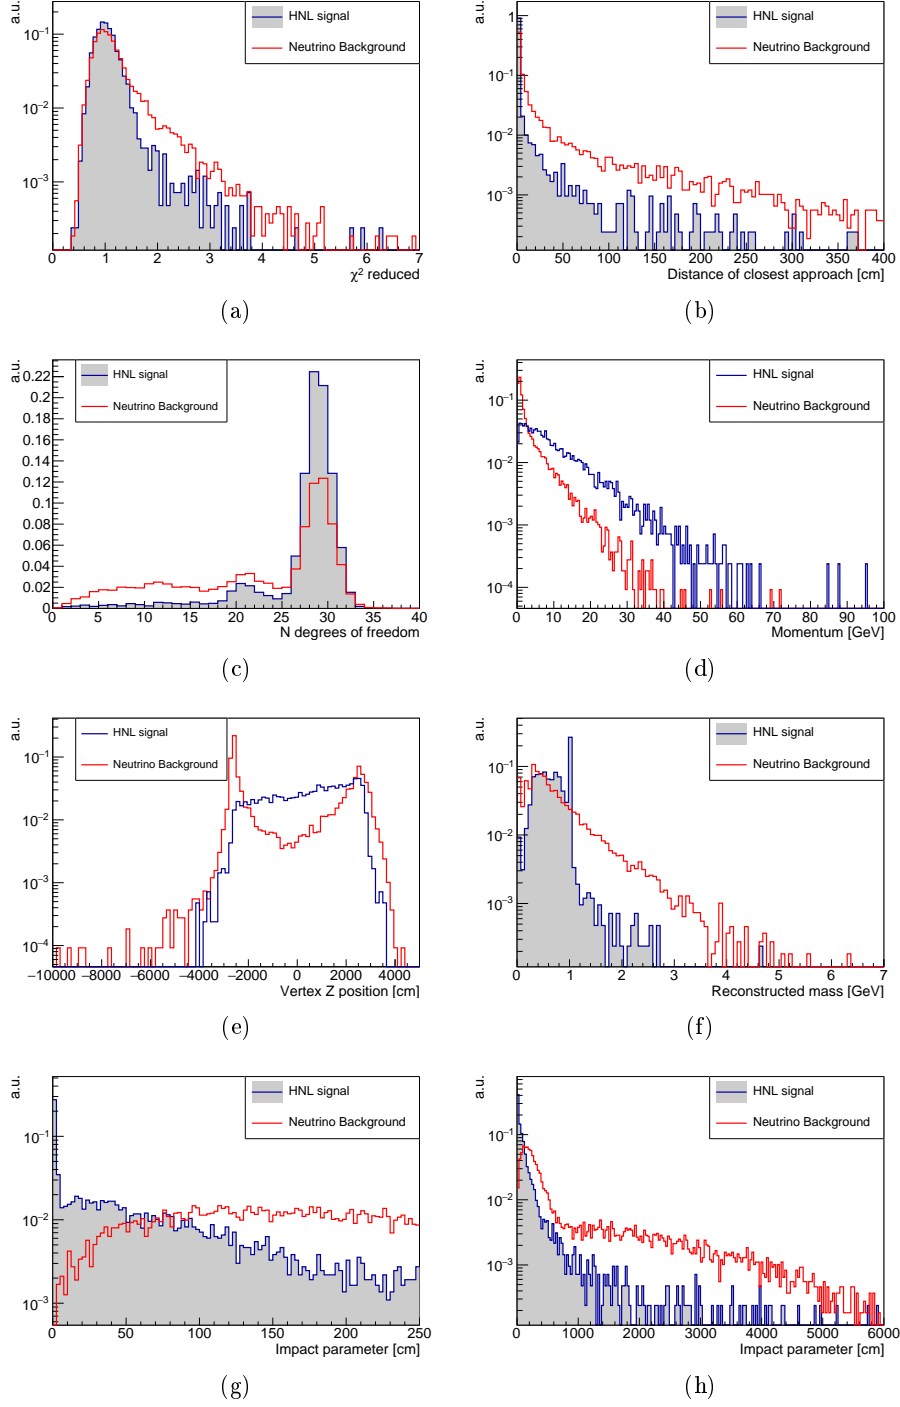 a.u.
HNL signal
Neutrino Background
10⁻¹
10⁻²
10⁻³
0 1 2 3 4 5 6 7
χ² reduced
(a)
a.u.
HNL signal
Neutrino Background
1
10⁻¹
10⁻²
10⁻³
0 50 100 150 200 250 300 350 400
Distance of closest approach [cm]
(b)
a.u.
HNL signal
Neutrino Background
0.22
0.2
0.18
0.16
0.14
0.12
0.1
0.08
0.06
0.04
0.02
0
0 5 10 15 20 25 30 35 40
N degrees of freedom
(c)
a.u.
HNL signal
Neutrino Background
10⁻¹
10⁻²
10⁻³
10⁻⁴
0 10 20 30 40 50 60 70 80 90 100
Momentum [GeV]
(d)
a.u.
HNL signal
Neutrino Background
10⁻¹
10⁻²
10⁻³
10⁻⁴
−10000 −8000 −6000 −4000 −2000 0 2000 4000
Vertex Z position [cm]
(e)
a.u.
HNL signal
Neutrino Background
10⁻¹
10⁻²
10⁻³
0 1 2 3 4 5 6 7
Reconstructed mass [GeV]
(f)
a.u.
HNL signal
Neutrino Background
10⁻¹
10⁻²
10⁻³
0 50 100 150 200 250
Impact parameter [cm]
(g)
a.u.
HNL signal
Neutrino Background
10⁻¹
10⁻²
10⁻³
0 1000 2000 3000 4000 5000 6000
Impact parameter [cm]
(h)